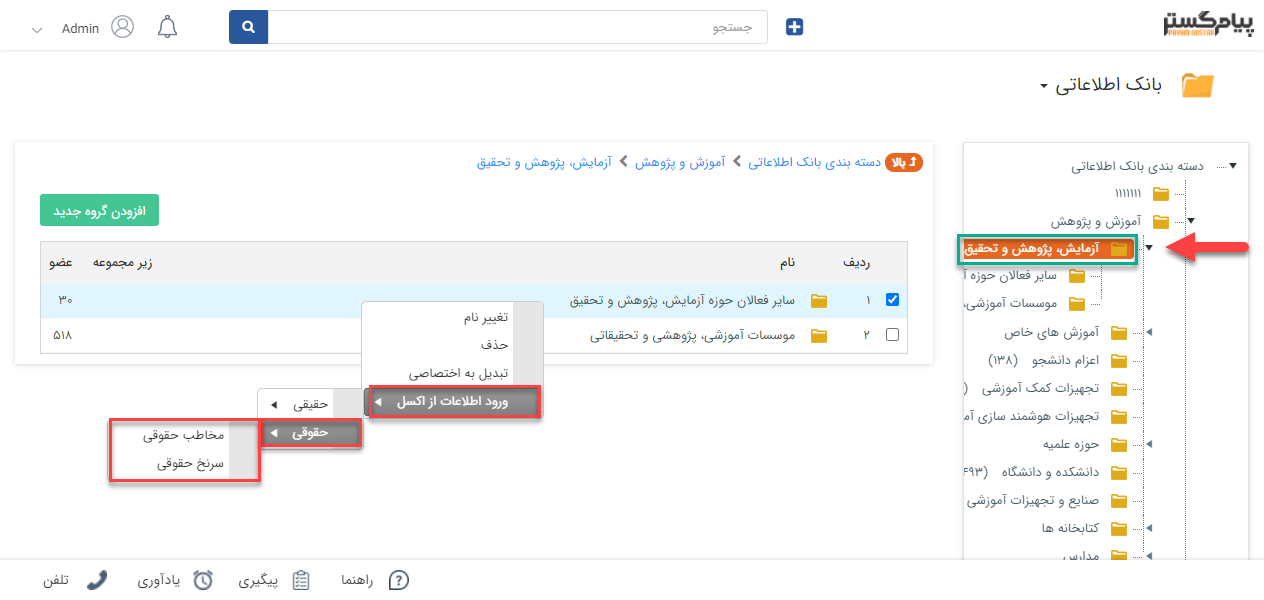 پیام‌گستر
PAYAM GOSTAR
جستجو
Admin
بانک اطلاعاتی
دسته بندی بانک اطلاعاتی
۱۱۱۱۱۱۱
آموزش و پژوهش
آزمایش، پژوهش و تحقیق
سایر فعالان حوزه آ
موسسات آموزشی،
آموزش های خاص
اعزام دانشجو (۱۳۸)
تجهیزات کمک آموزشی (
تجهیزات هوشمند سازی آم
حوزه علمیه
دانشکده و دانشگاه (۴۹۳
صنایع و تجهیزات آموزشی
کتابخانه ها
مدارس
بالا دسته بندی بانک اطلاعاتی آموزش و پژوهش آزمایش، پژوهش و تحقیق
افزودن گروه جدید
ردیف نام زیر مجموعه عضو
۱ سایر فعالان حوزه آزمایش، پژوهش و تحقیق ۳۰
۲ موسسات آموزشی، پژوهشی و تحقیقاتی ۵۱۸
تغییر نام
حذف
تبدیل به اختصاصی
ورود اطلاعات از اکسل
حقیقی
حقوقی
مخاطب حقوقی
سرنخ حقوقی
راهنما پیگیری یادآوری تلفن